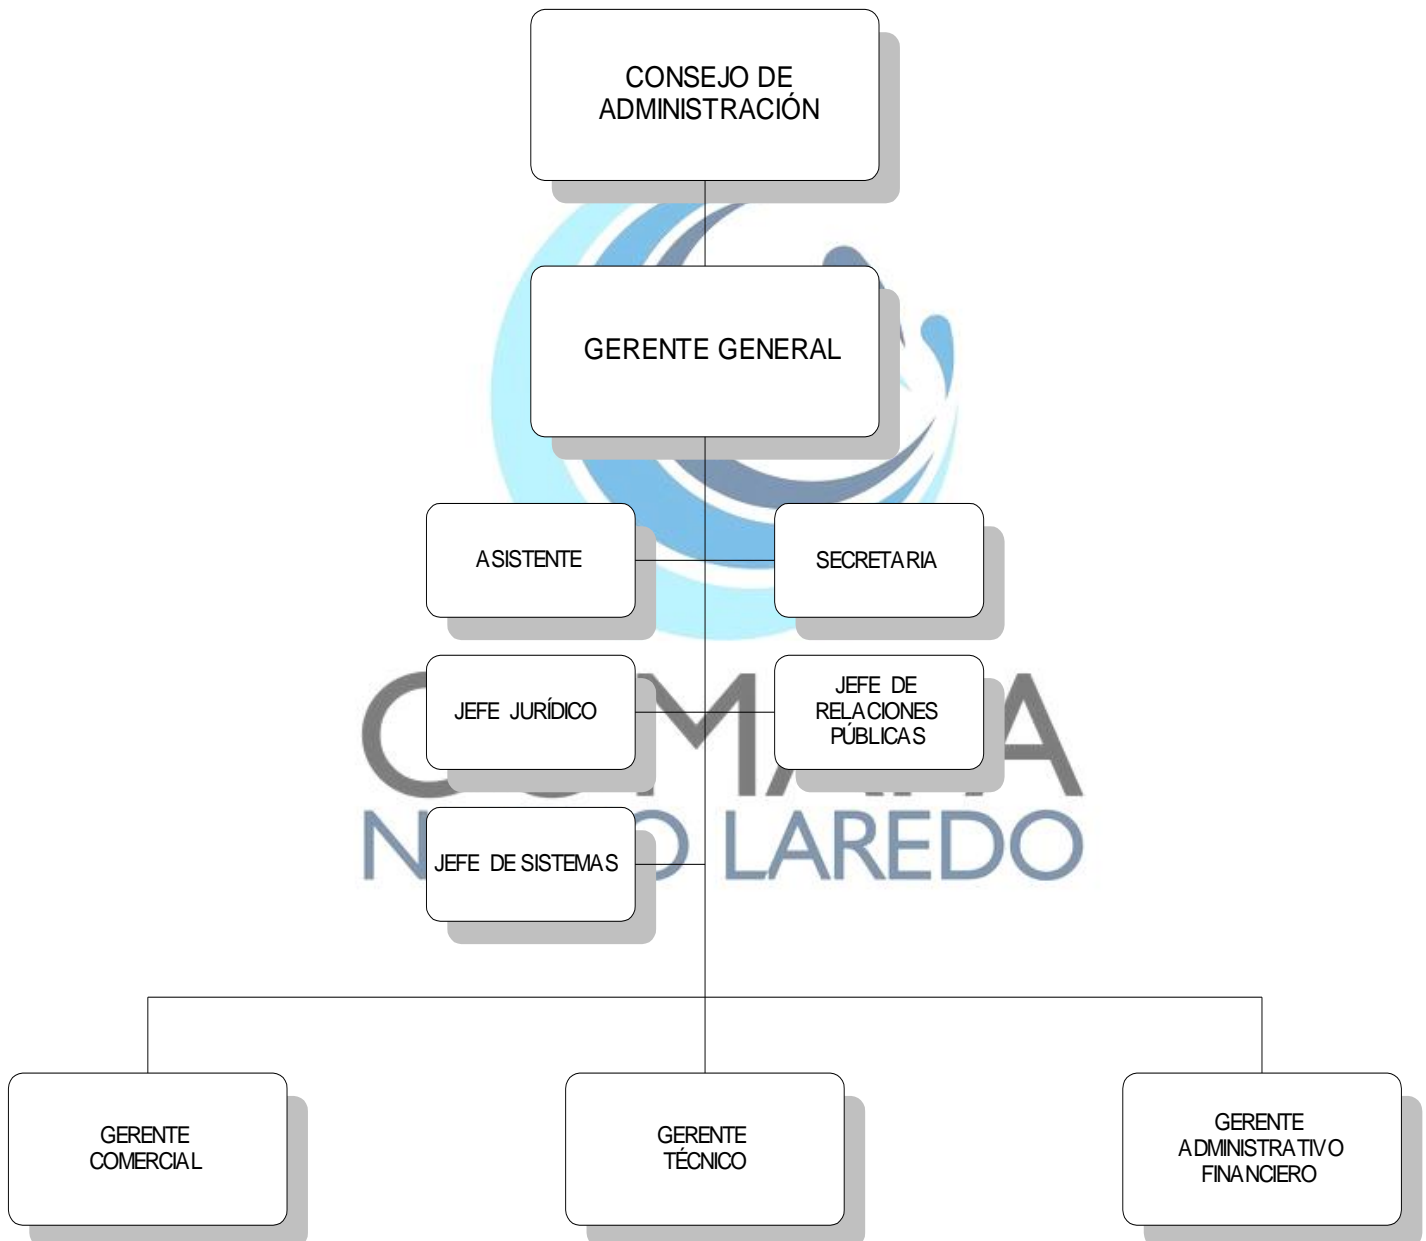 CONSEJO DE
ADMINISTRACIÓN
GERENTE GENERAL
ASISTENTE
SECRETARIA
JEFE JURÍDICO
JEFE DE
RELACIONES
PÚBLICAS
JEFE DE SISTEMAS
LAREDO
GERENTE
COMERCIAL
GERENTE
TÉCNICO
GERENTE
ADMINISTRATIVO
FINANCIERO